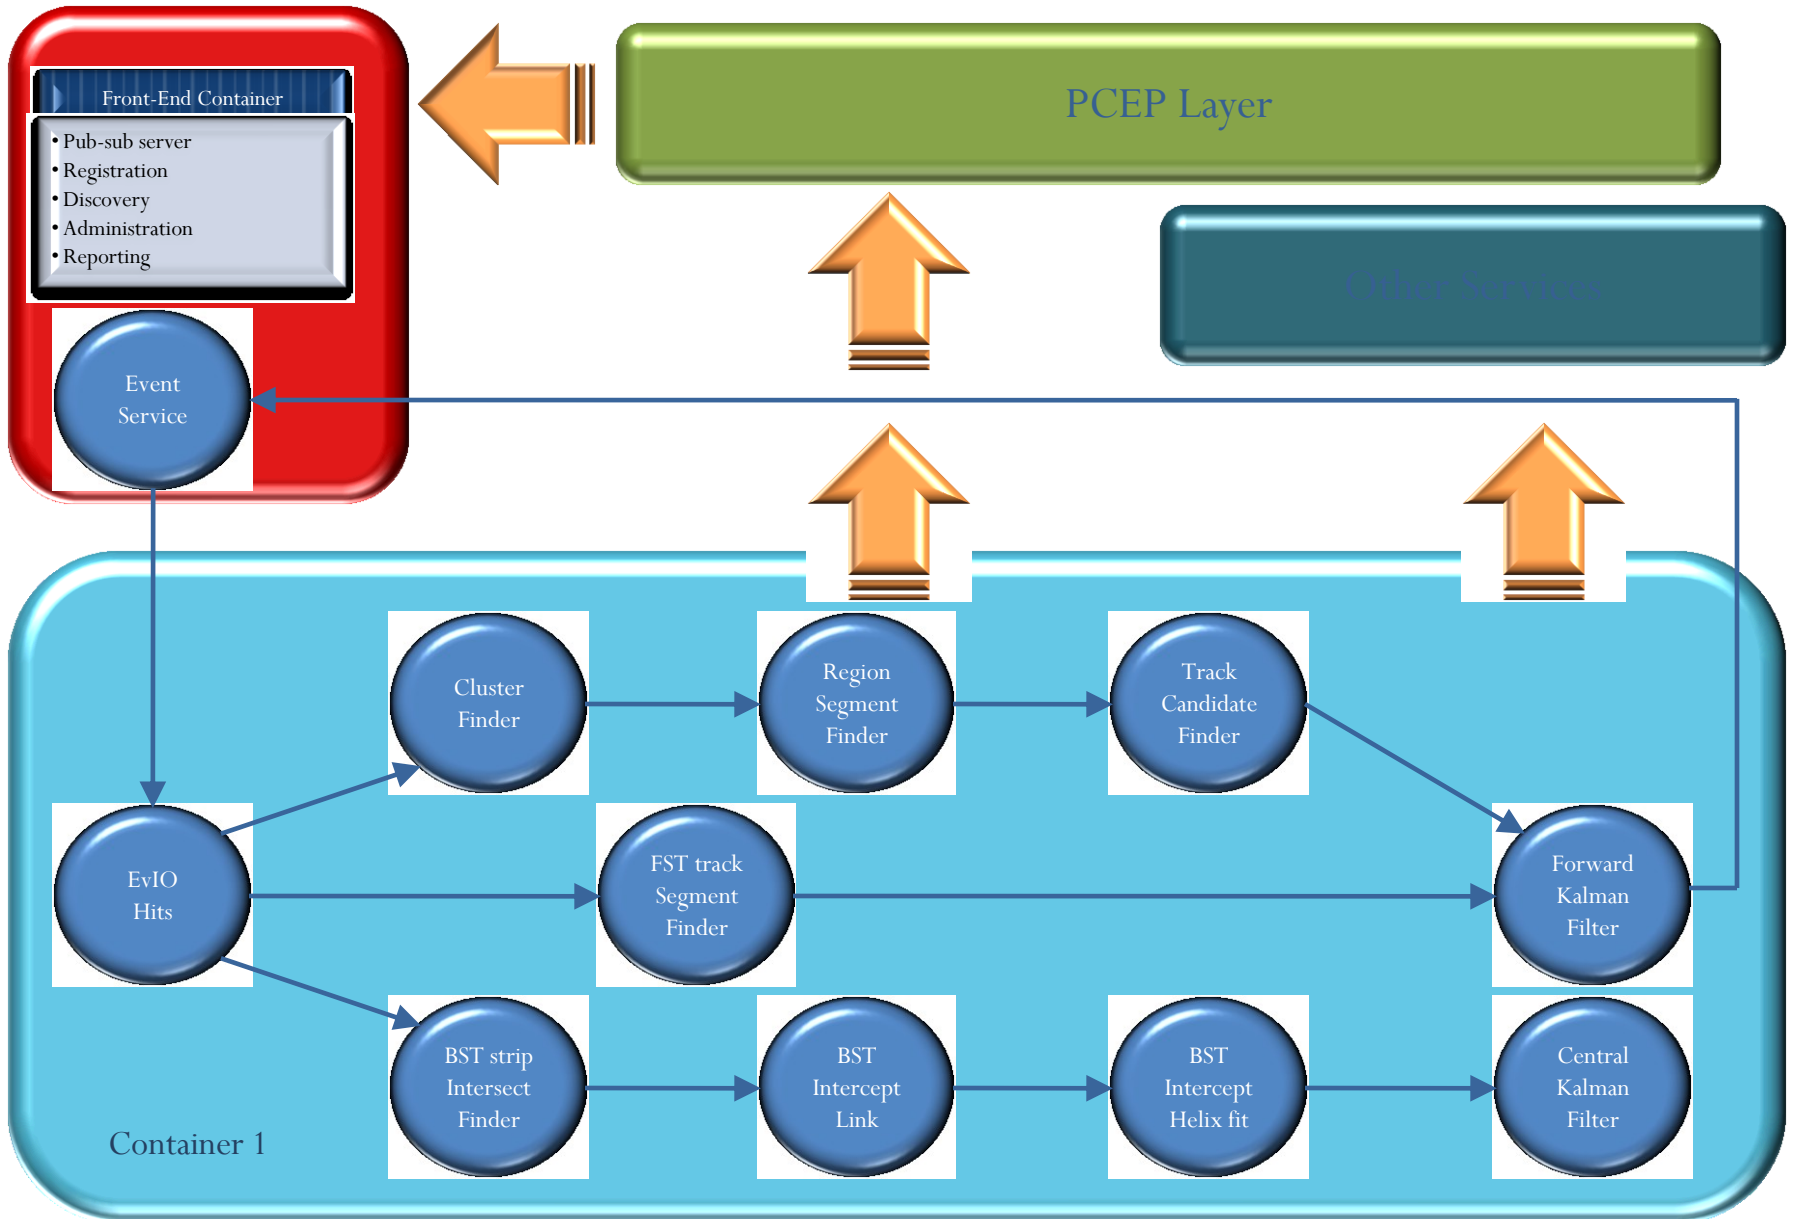 Front-End Container
• Pub-sub server
• Registration
• Discovery
• Administration
• Reporting
PCEP Layer
Other Services
Event
Service
Cluster
Finder
Region
Segment
Finder
Track
Candidate
Finder
EvIO
Hits
FST track
Segment
Finder
Forward
Kalman
Filter
BST strip
Intersect
Finder
BST
Intercept
Link
BST
Intercept
Helix fit
Central
Kalman
Filter
Container 1